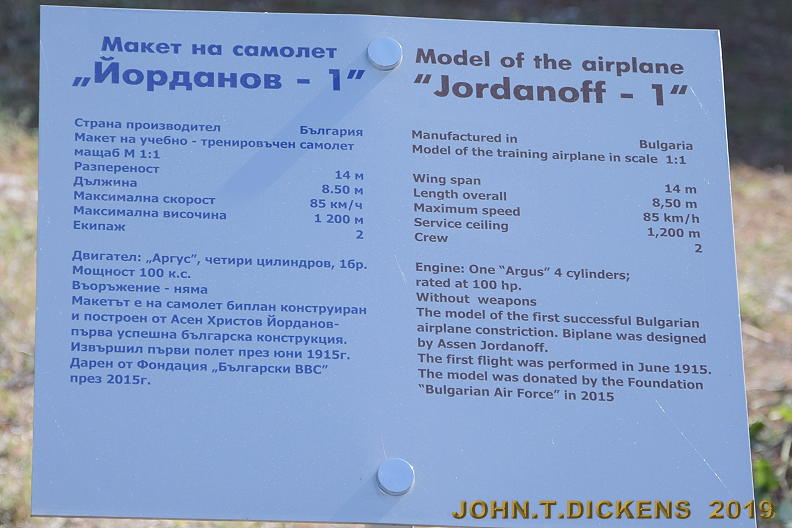 Макет на самолет
„Йорданов - 1”
Страна производител България
Макет на учебно - тренировъчен самолет
мащаб М 1:1
Разпереност 14 м
Дължина 8.50 м
Максимална скорост 85 км/ч
Максимална височина 1 200 м
Екипаж 2
Двигател: „Аргус”, четири цилиндров, 1бр.
Мощност 100 к.с.
Въоръжение - няма
Макетът е на самолет биплан конструиран
и построен от Асен Христов Йорданов-
първа успешна българска конструкция.
Извършил първи полет през юни 1915г.
Дарен от Фондация „Български ВВС”
през 2015г.
Model of the airplane
“Jordanoff - 1“
Manufactured in Bulgaria
Model of the training airplane in scale 1:1
Wing span 14 m
Length overall 8,50 m
Maximum speed 85 km/h
Service ceiling 1,200 m
Crew 2
Engine: One “Argus” 4 cylinders;
rated at 100 hp.
Without weapons
The model of the first successful Bulgarian
airplane constriction. Biplane was designed
by Assen Jordanoff.
The first flight was performed in June 1915.
The model was donated by the Foundation
“Bulgarian Air Force” in 2015
JOHN.T.DICKENS 2019